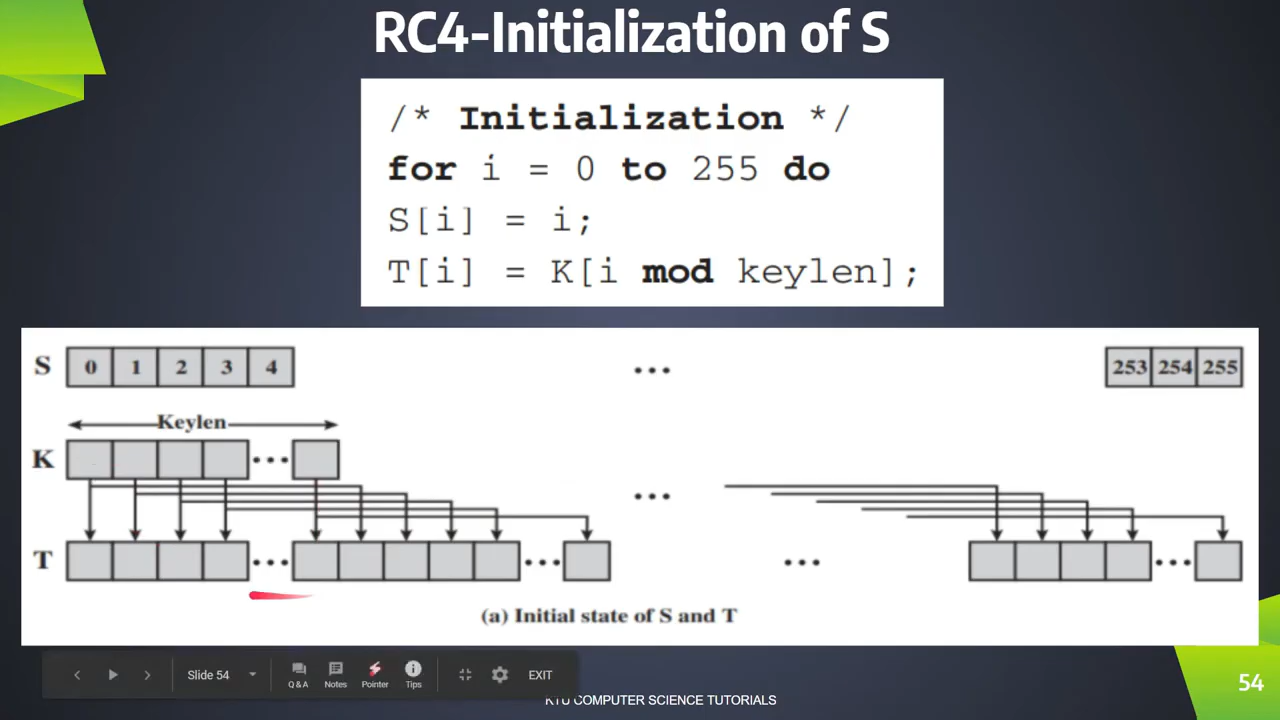 RC4-Initialization of S
/* Initialization */
for i = 0 to 255 do
S[i] = i;
T[i] = K[i mod keylen];
S 0 1 2 3 4 ... 253 254 255
Keylen
K ...
...
T ... ... ... ...
(a) Initial state of S and T
Slide 54
Q & A Notes Pointer Tips EXIT
KTU COMPUTER SCIENCE TUTORIALS
54